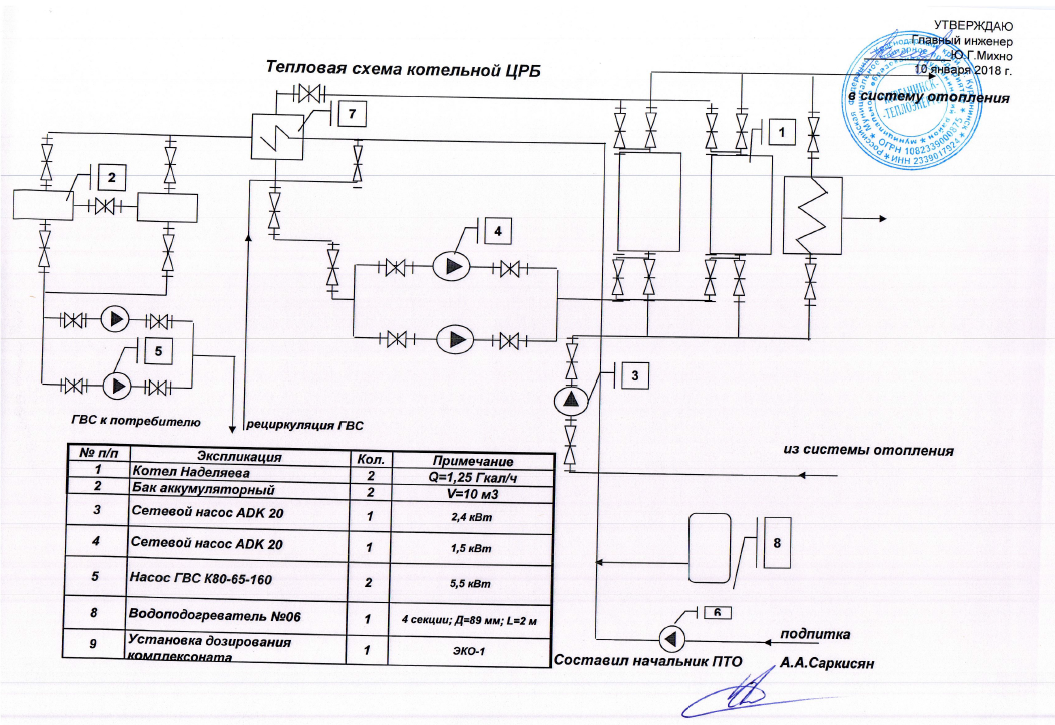 УТВЕРЖДАЮ
Главный инженер
Ю.Г.Михно
10 января 2018 г.
Тепловая схема котельной ЦРБ
в систему отопления
7
1
2
4
5
3
ГВС к потребителю
рециркуляция ГВС
из системы отопления
№ п/п Экспликация Кол. Примечание
1 Котел Наделяева 2 Q=1,25 Гкал/ч
2 Бак аккумуляторный 2 V=10 м3
3 Сетевой насос ADK 20 1 2,4 кВт
4 Сетевой насос ADK 20 1 1,5 кВт
5 Насос ГВС К80-65-160 2 5,5 кВт
8 Водоподогреватель №06 1 4 секции; Д=89 мм; L=2 м
9 Установка дозирования комплексоната 1 ЭКО-1
8
6
подпитка
Составил начальник ПТО А.А.Саркисян
ОГРН 1082339000875 * ИНН 2339017924